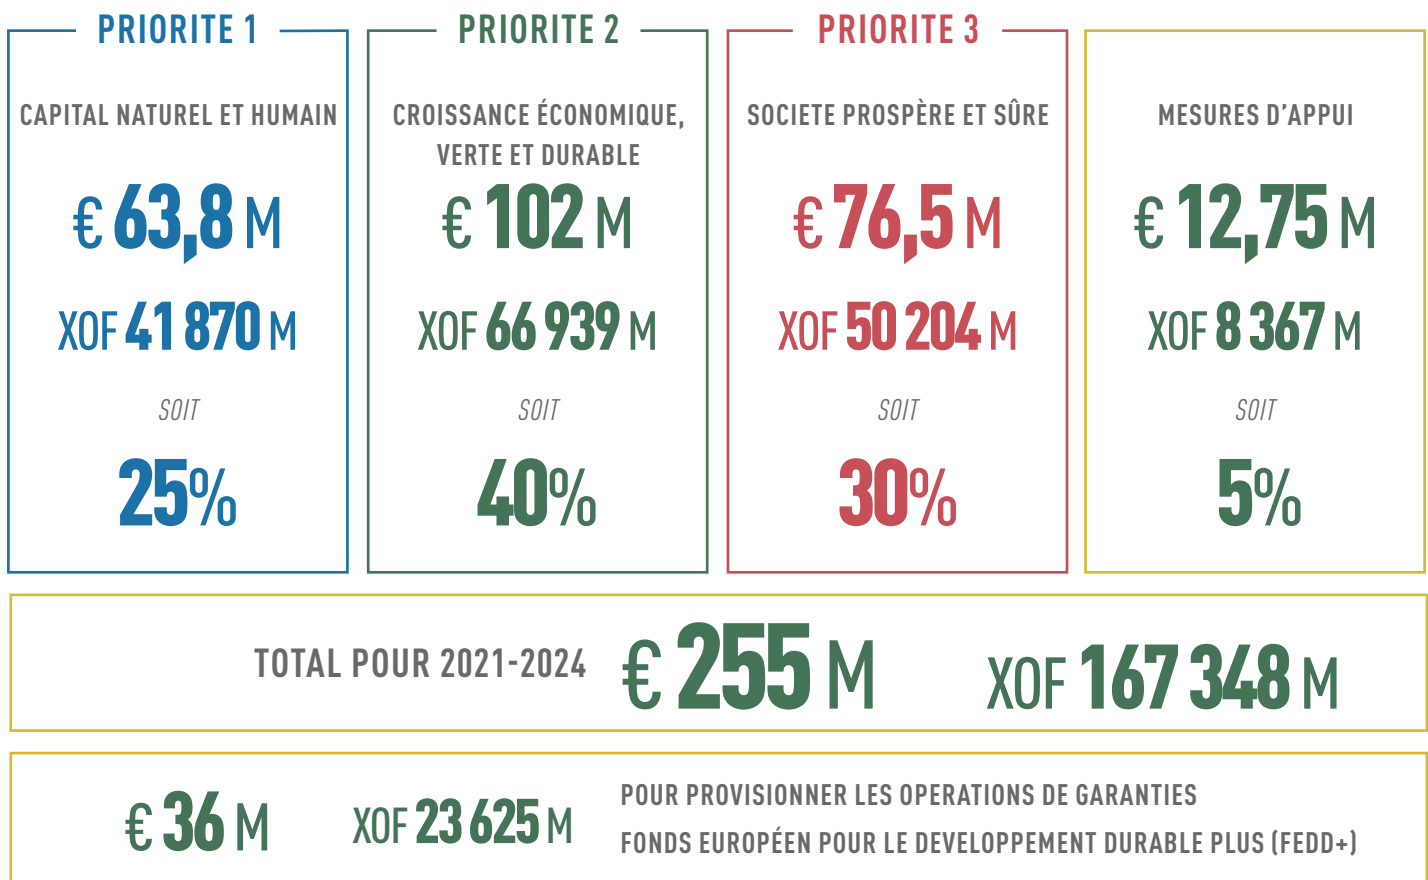 PRIORITE 1
CAPITAL NATUREL ET HUMAIN
€ 63,8 M
XOF 41 870 M
SOIT
25%
PRIORITE 2
CROISSANCE ÉCONOMIQUE,
VERTE ET DURABLE
€ 102 M
XOF 66 939 M
SOIT
40%
PRIORITE 3
SOCIETE PROSPÈRE ET SÛRE
€ 76,5 M
XOF 50 204 M
SOIT
30%
MESURES D'APPUI
€ 12,75 M
XOF 8 367 M
SOIT
5%
TOTAL POUR 2021-2024 € 255 M XOF 167 348 M
€ 36 M XOF 23 625 M
POUR PROVISIONNER LES OPERATIONS DE GARANTIES
FONDS EUROPÉEN POUR LE DEVELOPPEMENT DURABLE PLUS (FEDD+)